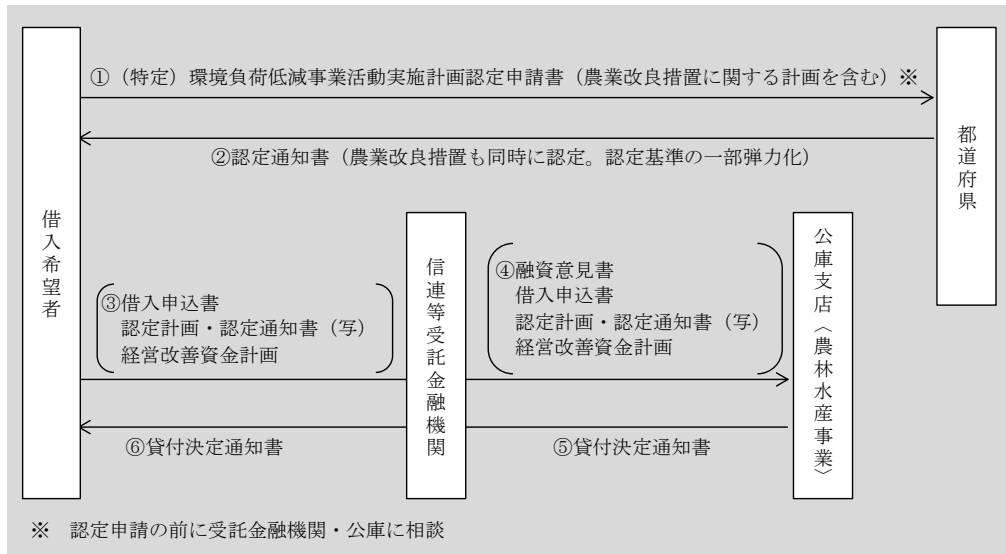 ①（特定）環境負荷低減事業活動実施計画認定申請書（農業改良措置に関する計画を含む）※
②認定通知書（農業改良措置も同時に認定。認定基準の一部弾力化）
都道府県
借入希望者
信連等受託金融機関
公庫支店〈農林水産事業〉
③借入申込書
認定計画・認定通知書（写）
経営改善資金計画
④融資意見書
借入申込書
認定計画・認定通知書（写）
経営改善資金計画
⑥貸付決定通知書
⑤貸付決定通知書
※　認定申請の前に受託金融機関・公庫に相談